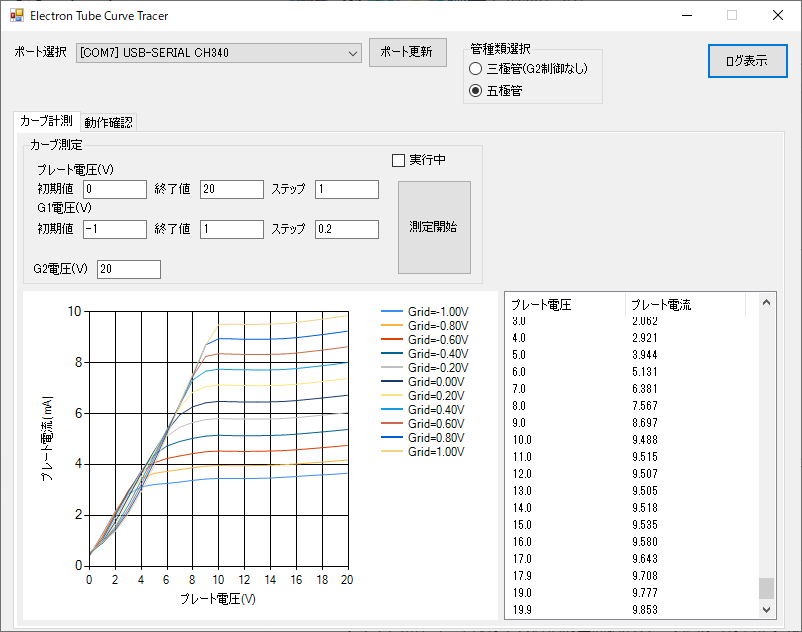 Electron Tube Curve Tracer
ポート選択
[COM7] USB-SERIAL CH340
ポート更新
管種類選択
三極管(G2制御なし)
五極管
ログ表示
カーブ計測
動作確認
カーブ測定
プレート電圧(V)
初期値 0 終了値 20 ステップ 1
G1電圧(V)
初期値 -1 終了値 1 ステップ 0.2
G2電圧(V) 20
実行中
測定開始
プレート電流(mA)
10
8
6
4
2
0
0 2 4 6 8 10 12 14 16 18 20
プレート電圧(V)
Grid=-1.00V
Grid=-0.80V
Grid=-0.60V
Grid=-0.40V
Grid=-0.20V
Grid=0.00V
Grid=0.20V
Grid=0.40V
Grid=0.60V
Grid=0.80V
Grid=1.00V
プレート電圧 プレート電流
3.0 2.062
4.0 2.921
5.0 3.944
6.0 5.131
7.0 6.381
8.0 7.567
9.0 8.697
10.0 9.488
11.0 9.515
12.0 9.507
13.0 9.505
14.0 9.518
15.0 9.535
16.0 9.580
17.0 9.643
17.9 9.708
19.0 9.777
19.9 9.853